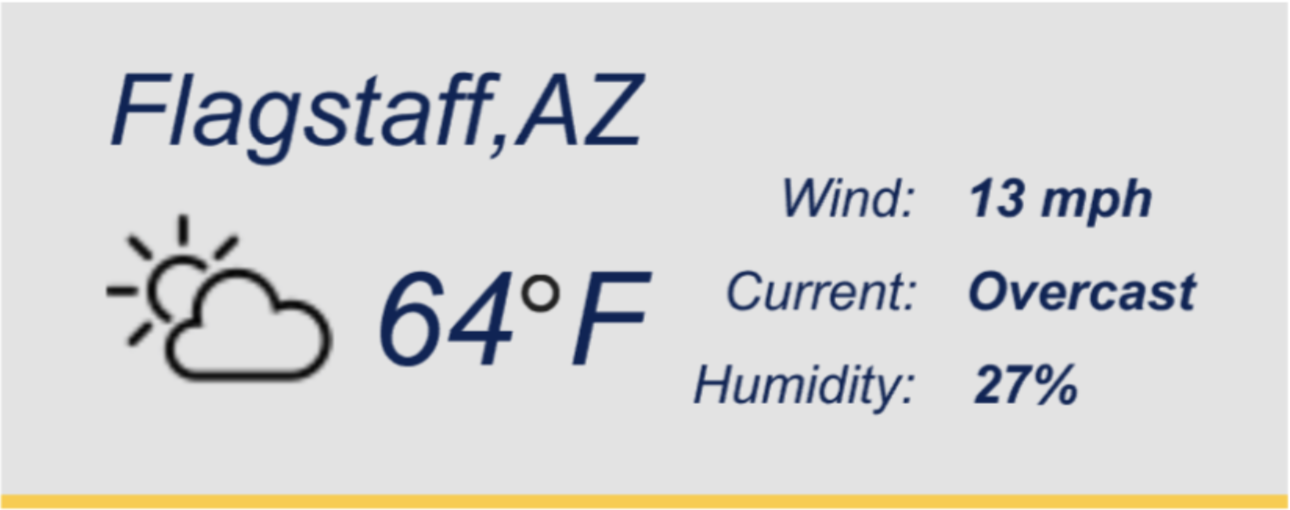 Flagstaff,AZ
64°F
Wind: 13 mph
Current: Overcast
Humidity: 27%